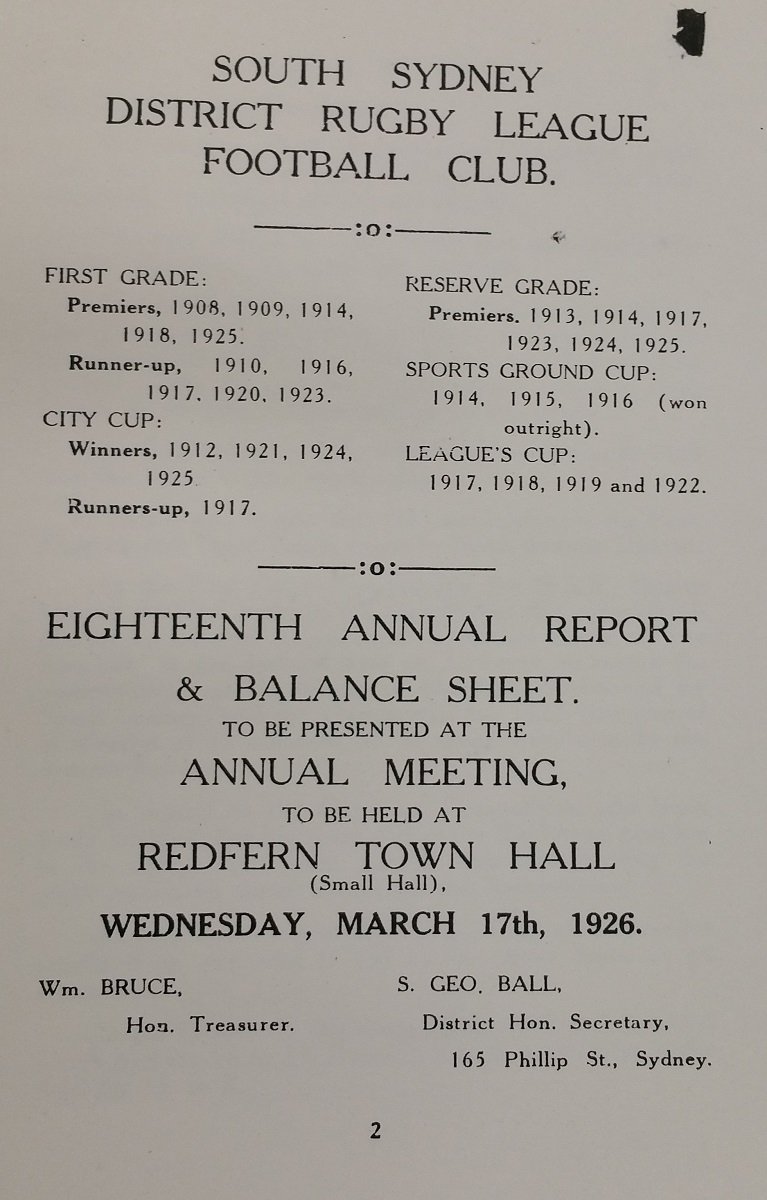 SOUTH SYDNEY
DISTRICT RUGBY LEAGUE
FOOTBALL CLUB.
:o:
FIRST GRADE:
Premiers, 1908, 1909, 1914,
1918, 1925.
Runner-up, 1910, 1916,
1917, 1920, 1923.
CITY CUP:
Winners, 1912, 1921, 1924,
1925
Runners-up, 1917.
RESERVE GRADE:
Premiers. 1913, 1914, 1917,
1923, 1924, 1925.
SPORTS GROUND CUP:
1914, 1915, 1916 (won
outright).
LEAGUE'S CUP:
1917, 1918, 1919 and 1922.
:o:
EIGHTEENTH ANNUAL REPORT
& BALANCE SHEET.
TO BE PRESENTED AT THE
ANNUAL MEETING,
TO BE HELD AT
REDFERN TOWN HALL
(Small Hall),
WEDNESDAY, MARCH 17th, 1926.
Wm. BRUCE,
Hon. Treasurer.
S. GEO. BALL,
District Hon. Secretary,
165 Phillip St., Sydney.
2